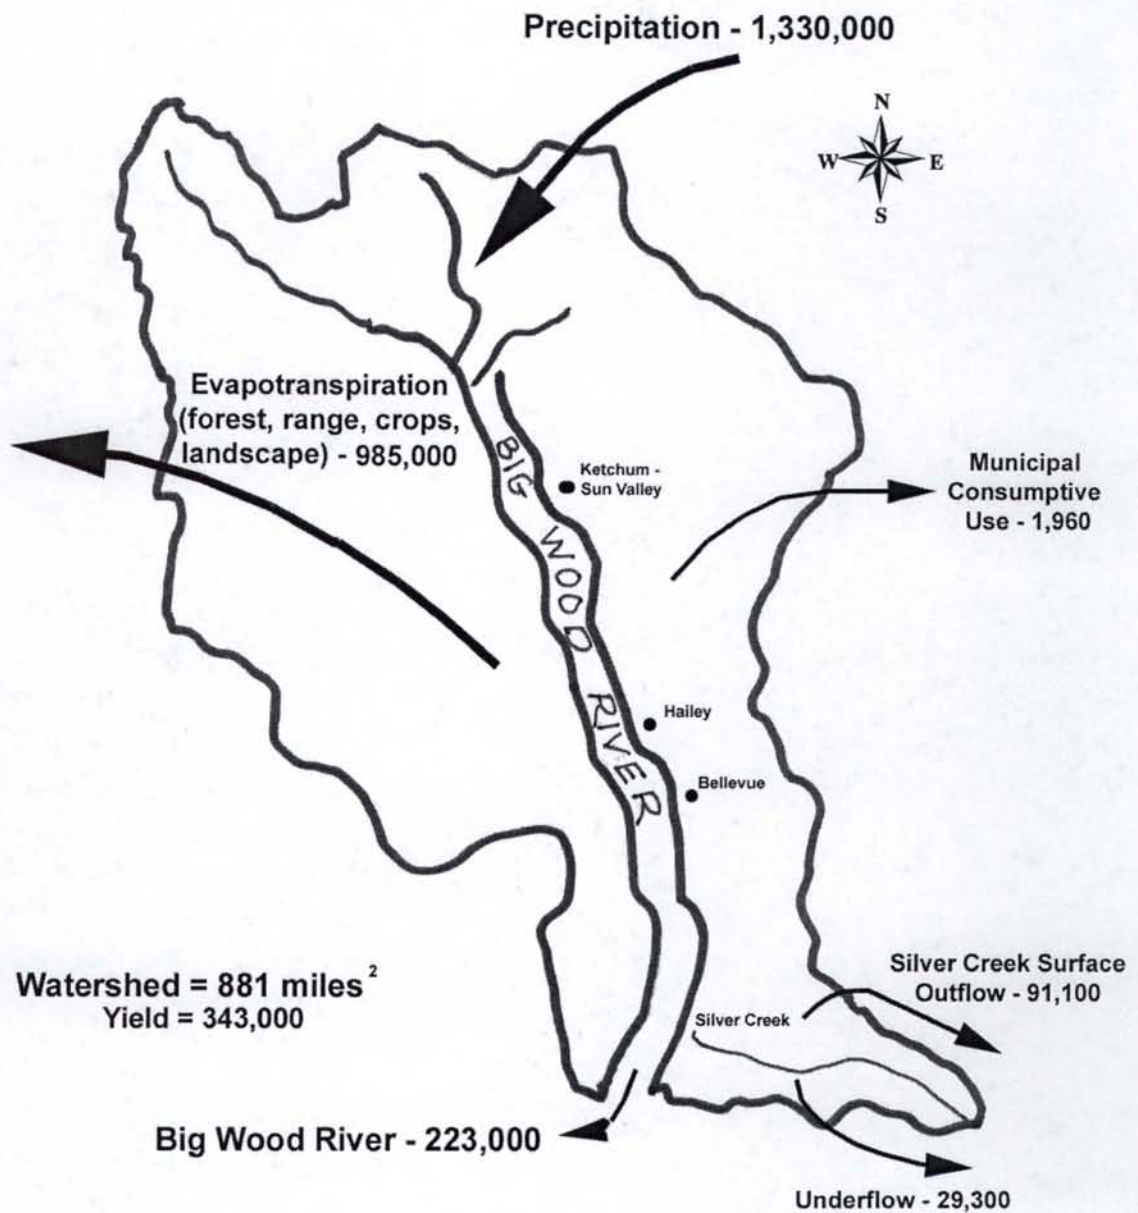 Precipitation - 1,330,000
N
W E
S
Evapotranspiration
(forest, range, crops,
landscape) - 985,000
BIG WOOD RIVER
Ketchum -
Sun Valley
Municipal
Consumptive
Use - 1,960
Hailey
Bellevue
Watershed = 881 miles²
Yield = 343,000
Silver Creek Surface
Outflow - 91,100
Silver Creek
Big Wood River - 223,000
Underflow - 29,300